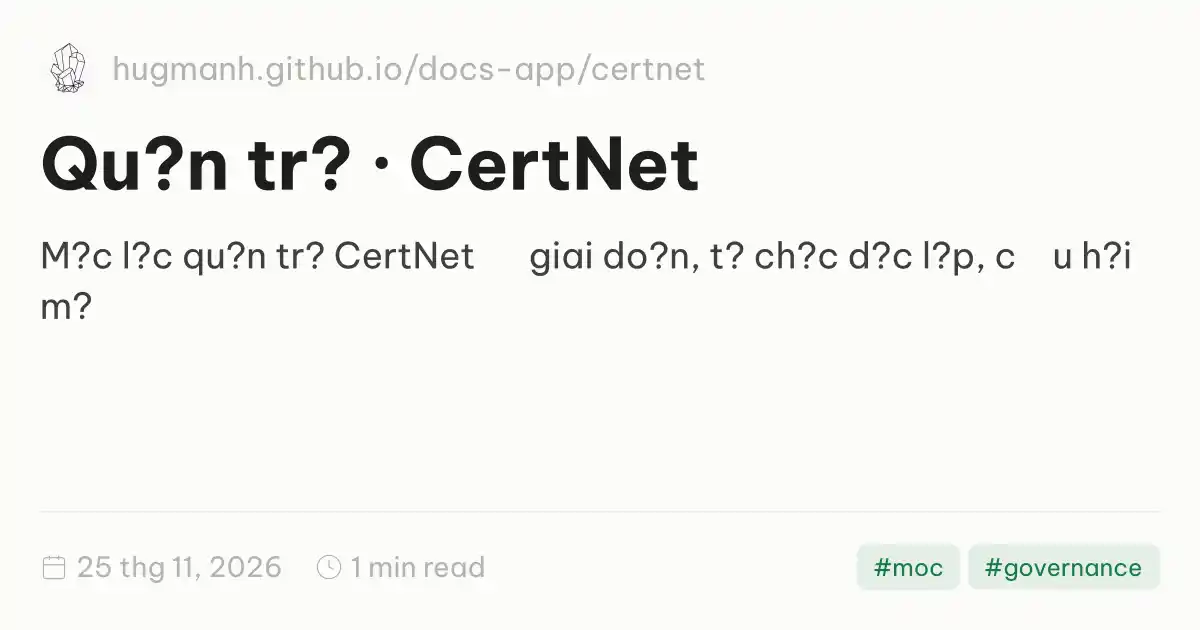 hugmanh.github.io/docs-app/certnet
Qu?n tr? · CertNet
M?c l?c qu?n tr? CertNet giai do?n, t? ch?c d?c l?p, c u h?i
m?
25 thg 11, 2026 1 min read #moc #governance